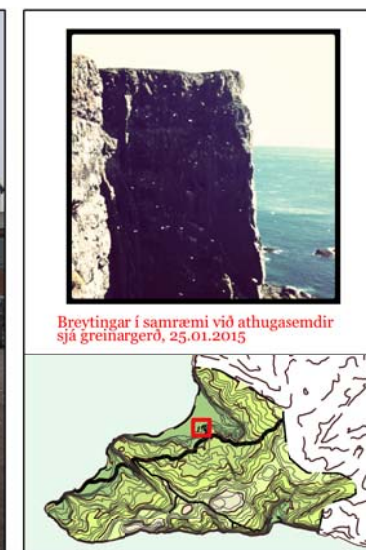 Breytingar í samræmi við athugasemdir
sjá greinargerð, 25.01.2015